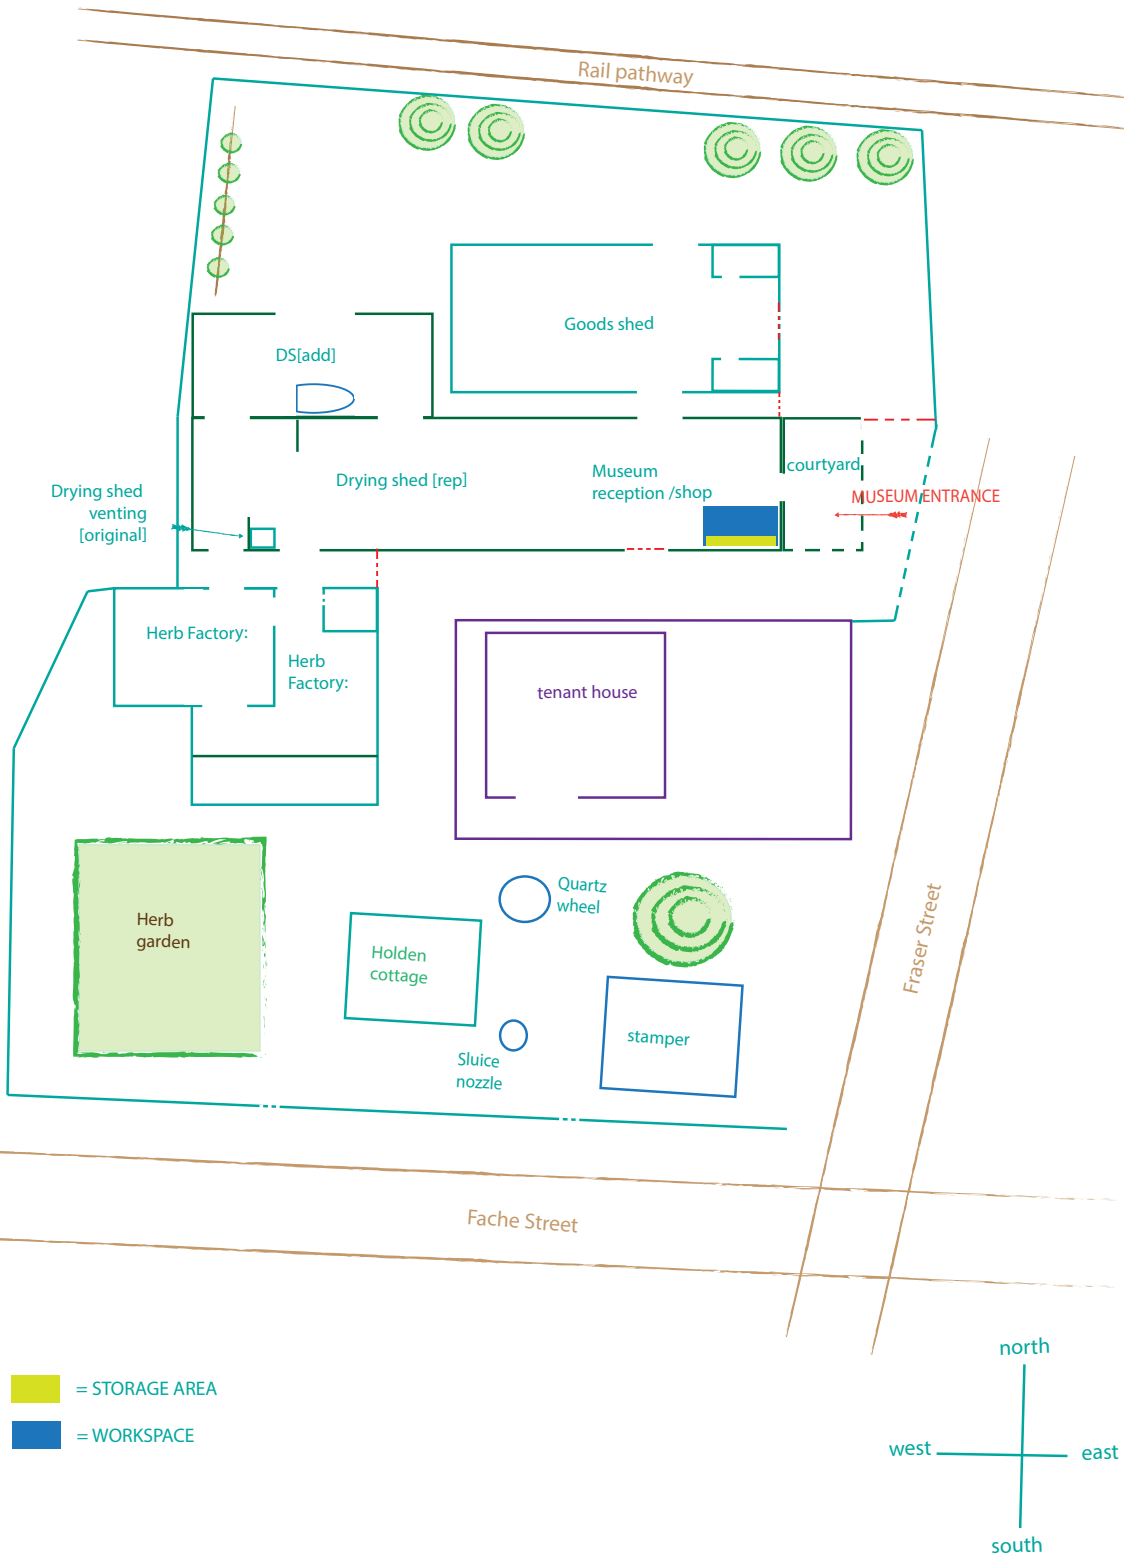 Rail pathway
Goods shed
DS[add]
Drying shed [rep]
Museum
reception /shop
courtyard
MUSEUM ENTRANCE
Drying shed
venting
[original]
Herb Factory:
Herb
Factory:
tenant house
Quartz
wheel
Herb
garden
Holden
cottage
Fraser Street
stamper
Sluice
nozzle
Fache Street
north
= STORAGE AREA
= WORKSPACE
west
east
south